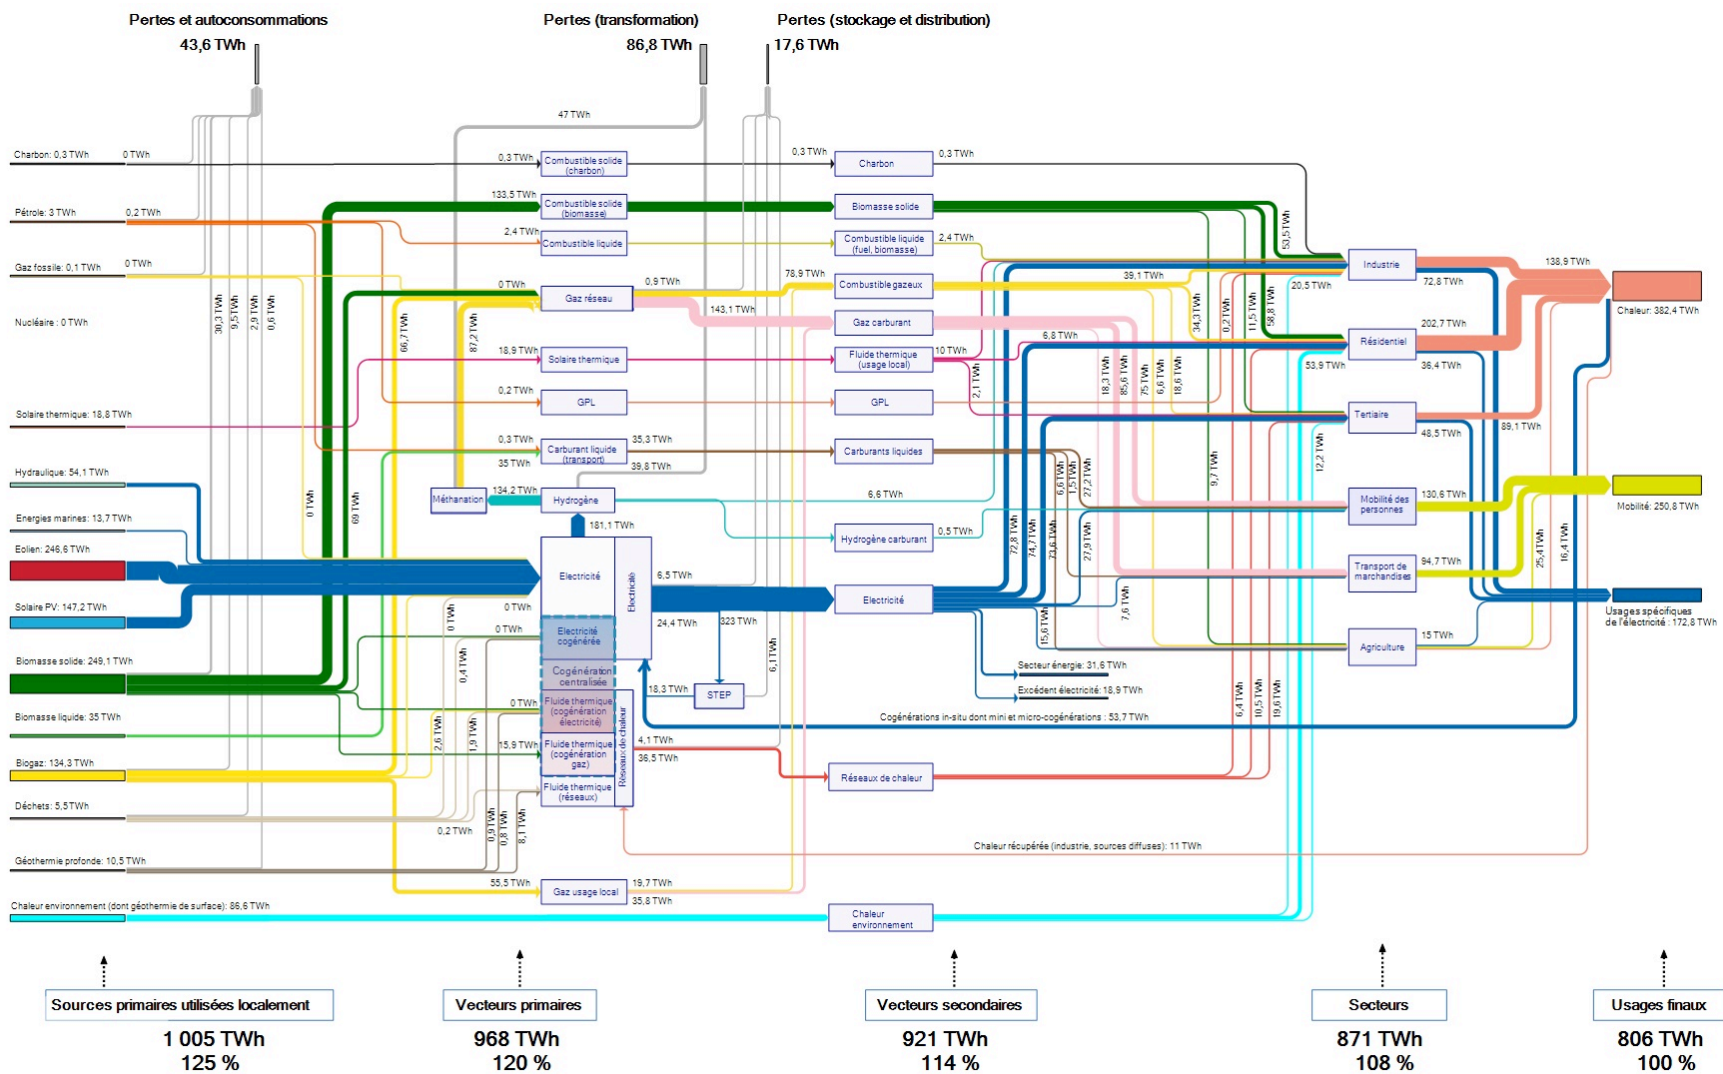 Pertes et autoconsommations
43,6 TWh
Pertes (transformation)
86,8 TWh
Pertes (stockage et distribution)
17,6 TWh
47 TWh
Charbon: 0,3 TWh
0 TWh
0,3 TWh
Combustible solide
(charbon)
0,3 TWh
Charbon
0,3 TWh
133,5 TWh
Combustible solide
(biomasse)
Biomasse solide
53,5 TWh
Pétrole: 3 TWh
0,2 TWh
2,4 TWh
Combustible liquide
Combustible liquide
(fuel, biomasse)
2,4 TWh
Industrie
138,9 TWh
72,8 TWh
Gaz fossile: 0,1 TWh
0 TWh
0 TWh
Gaz réseau
0,9 TWh
78,9 TWh
143,1 TWh
Combustible gazeux
39,1 TWh
20,5 TWh
Chaleur: 382,4 TWh
Nucléaire: 0 TWh
30,3 TWh
9,5 TWh
2,9 TWh
0,6 TWh
66,7 TWh
87,2 TWh
Gaz carburant
34,3 TWh
0,2 TWh
11,5 TWh
58,8 TWh
18,9 TWh
Solaire thermique
Fluide thermique
(usage local)
10 TWh
6,8 TWh
2,1 TWh
Résidentiel
202,7 TWh
36,4 TWh
53,9 TWh
18,3 TWh
85,6 TWh
75 TWh
6,6 TWh
18,6 TWh
0,2 TWh
GPL
GPL
Solaire thermique: 18,8 TWh
Tertiaire
48,5 TWh
89,1 TWh
0,3 TWh
35 TWh
Carburant liquide
(transport)
35,3 TWh
39,8 TWh
Carburants liquides
12,2 TWh
9,7 TWh
Hydraulique: 54,1 TWh
0 TWh
69 TWh
Méthanation
134,2 TWh
Hydrogène
6,6 TWh
6,6 TWh
1,5 TWh
27,2 TWh
Mobilité des
personnes
130,6 TWh
Mobilité: 250,8 TWh
Energies marines: 13,7 TWh
181,1 TWh
Hydrogène carburant
0,5 TWh
72,8 TWh
74,7 TWh
73,6 TWh
27,9 TWh
25,4 TWh
16,4 TWh
Eolien: 246,6 TWh
Electricité
Electricité
6,5 TWh
24,4 TWh
323 TWh
Electricité
Transport de
marchandises
94,7 TWh
Solaire PV: 147,2 TWh
0 TWh
0 TWh
0 TWh
15,6 TWh
7,6 TWh
Usages spécifiques
de l'électricité : 172,8 TWh
Electricité
cogénérée
Agriculture
15 TWh
Biomasse solide: 249,1 TWh
0,4 TWh
Cogénération
centralisée
6,1 TWh
Secteur énergie: 31,6 TWh
18,3 TWh
STEP
Excédent électricité: 18,9 TWh
0 TWh
Fluide thermique
(cogénération
électricité)
Réseaux de chaleur
6,4 TWh
10,5 TWh
19,6 TWh
Biomasse liquide: 35 TWh
Cogénérations in-situ dont mini et micro-cogénérations : 53,7 TWh
2,6 TWh
1,9 TWh
15,9 TWh
Fluide thermique
(cogénération
gaz)
4,1 TWh
36,5 TWh
Biogaz: 134,3 TWh
Réseaux de chaleur
Fluide thermique
(réseaux)
Déchets: 5,5TWh
0,2 TWh
0,9 TWh
0,8 TWh
8,1 TWh
Chaleur récupérée (industrie, sources diffuses): 11 TWh
Géothermie profonde: 10,5 TWh
55,5 TWh
Gaz usage local
19,7 TWh
35,8 TWh
Chaleur environnement (dont géothermie de surface): 86,6 TWh
Chaleur
environnement
Sources primaires utilisées localement
Vecteurs primaires
Vecteurs secondaires
Secteurs
Usages finaux
1 005 TWh
968 TWh
921 TWh
871 TWh
806 TWh
125 %
120 %
114 %
108 %
100 %